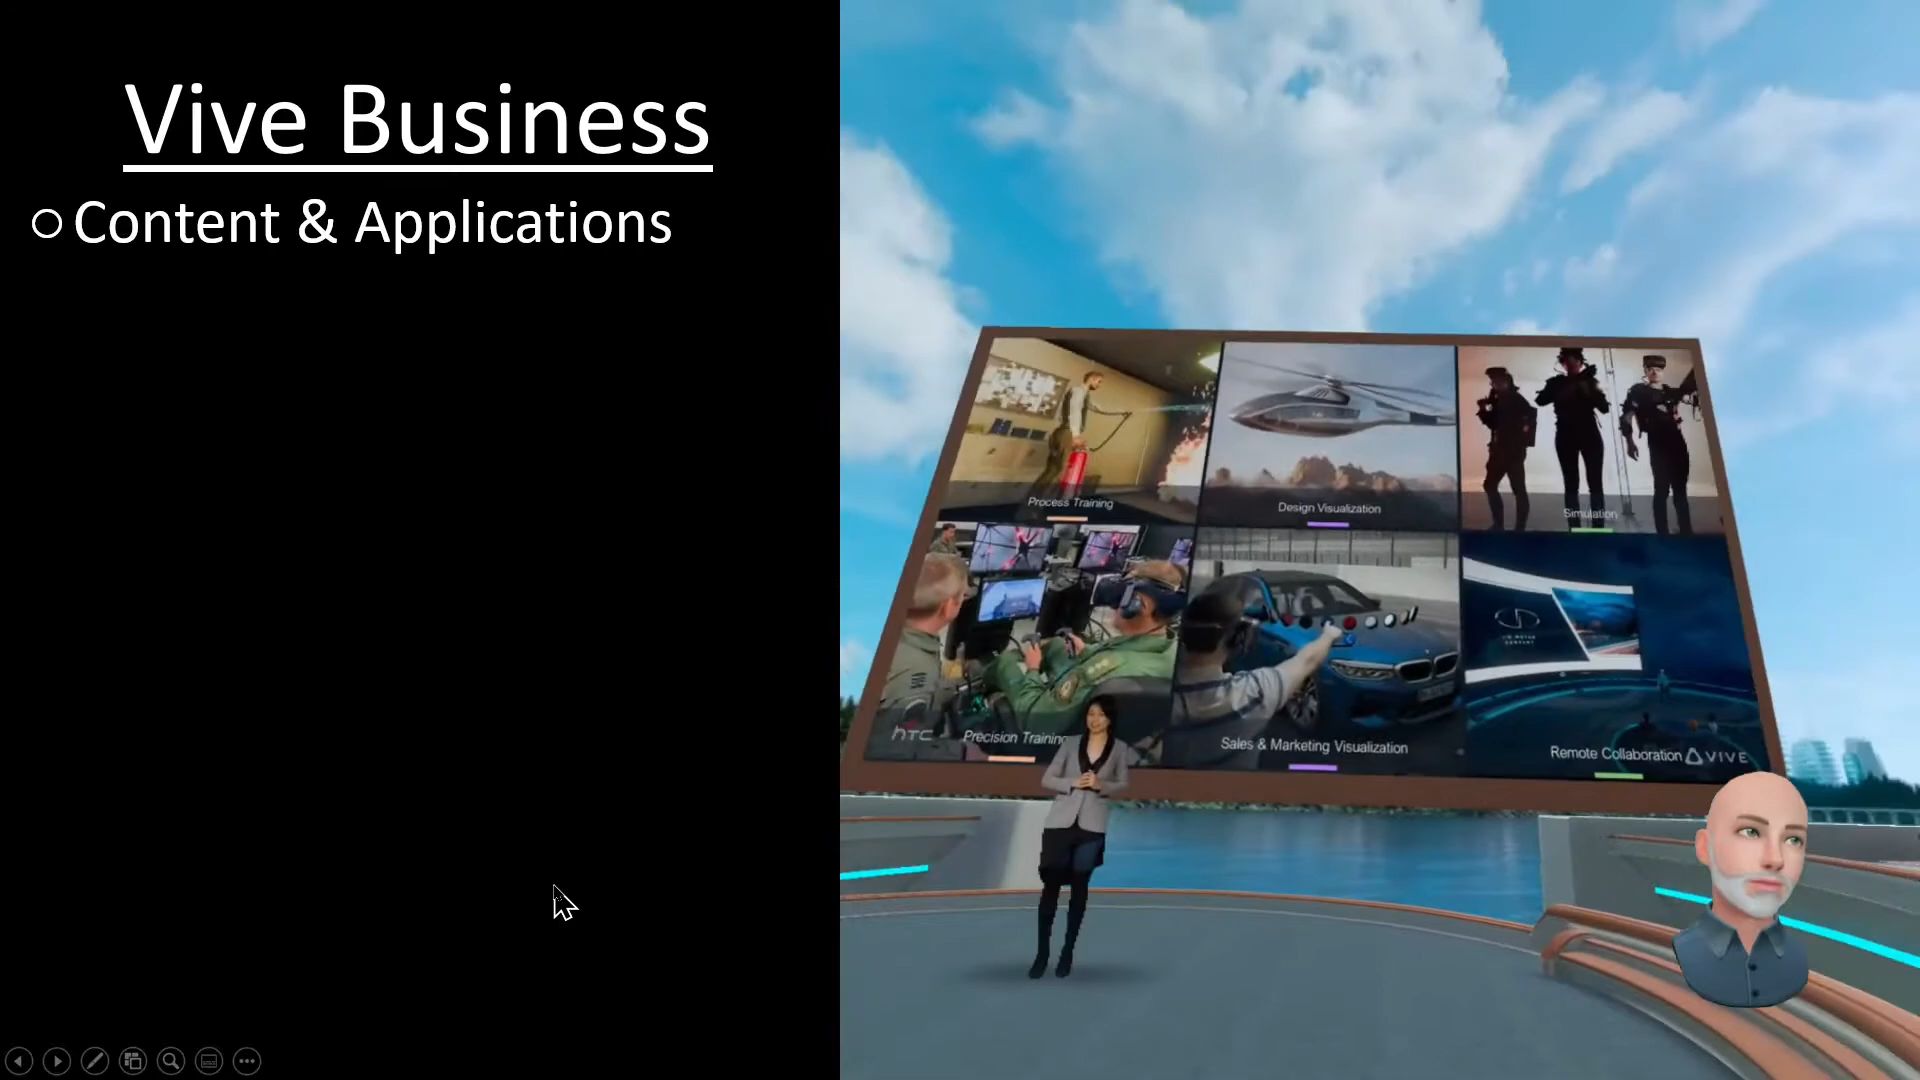 Vive Business
Content & Applications
Process Training
Design Visualization
Simulation
hTC
Precision Training
Sales & Marketing Visualization
Remote Collaboration
VIVE